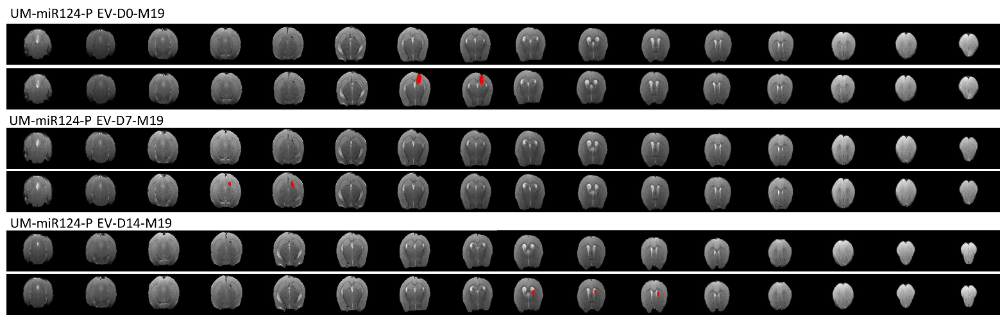 UM-miR124-P EV-D0-M19
UM-miR124-P EV-D7-M19
UM-miR124-P EV-D14-M19